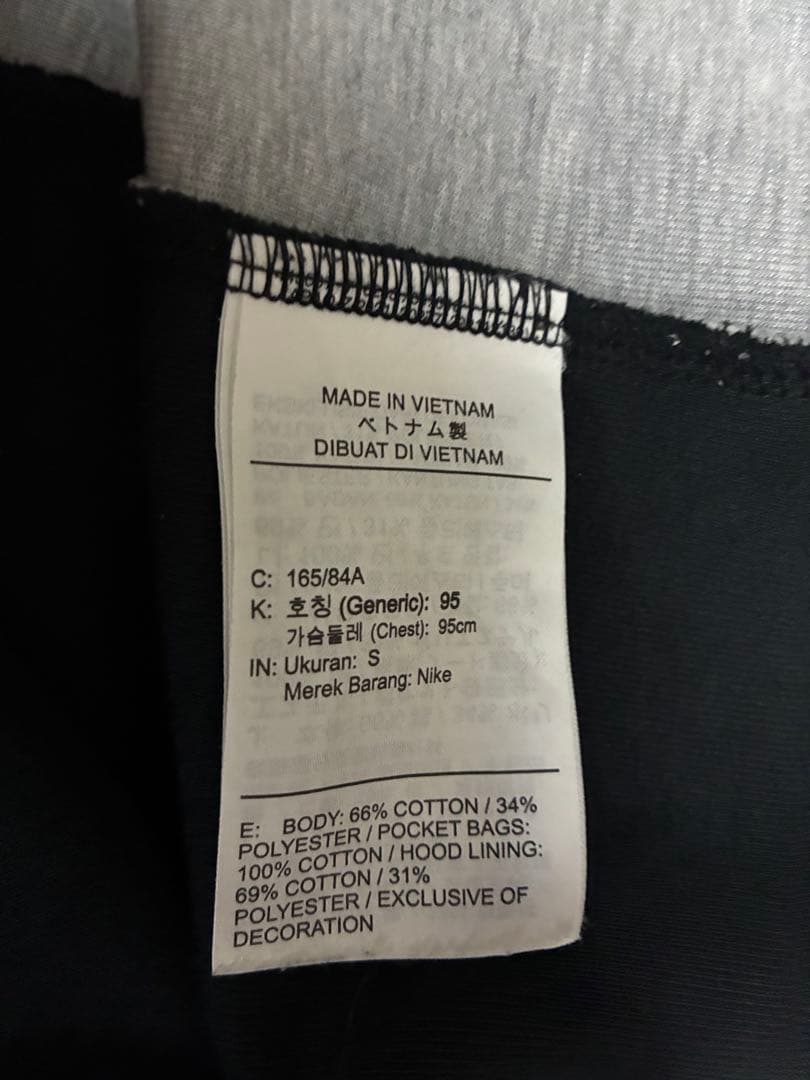 MADE IN VIETNAM
ベトナム製
DIBUAT DI VIETNAM
C: 165/84A
K: 호칭 (Generic): 95
가슴둘레 (Chest): 95cm
IN: Ukuran: S
Merek Barang: Nike
E: BODY: 66% COTTON / 34%
POLYESTER / POCKET BAGS:
100% COTTON / HOOD LINING:
69% COTTON / 31%
POLYESTER / EXCLUSIVE OF
DECORATION